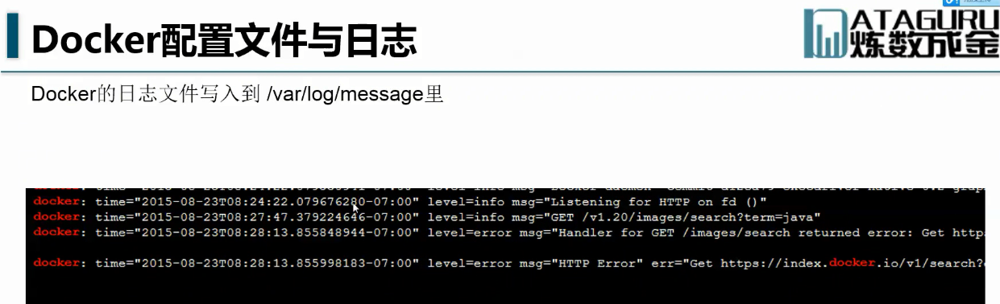 Docker配置文件与日志
ATAGURU
炼数成金
Docker的日志文件写入到 /var/log/message里
docker: time="2015-08-23T08:24:22.079676280-07:00" level=info msg="Listening for HTTP on fd ()"
docker: time="2015-08-23T08:27:47.379224646-07:00" level=info msg="GET /v1.20/images/search?term=java"
docker: time="2015-08-23T08:28:13.855848944-07:00" level=error msg="Handler for GET /images/search returned error: Get http
docker: time="2015-08-23T08:28:13.855998183-07:00" level=error msg="HTTP Error" err="Get https://index.docker.io/v1/search?